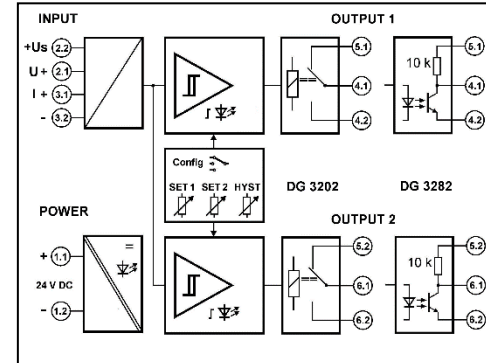 INPUT
OUTPUT 1
+Us 2.2
U + 2.1
I + 3.1
- 3.2
5.1
4.1
4.2
10 k
5.1
4.1
4.2
Config
SET 1 SET 2 HYST
DG 3202
DG 3282
POWER
OUTPUT 2
+ 1.1
24 V DC
- 1.2
=
5.2
6.1
6.2
10 k
5.2
6.1
6.2